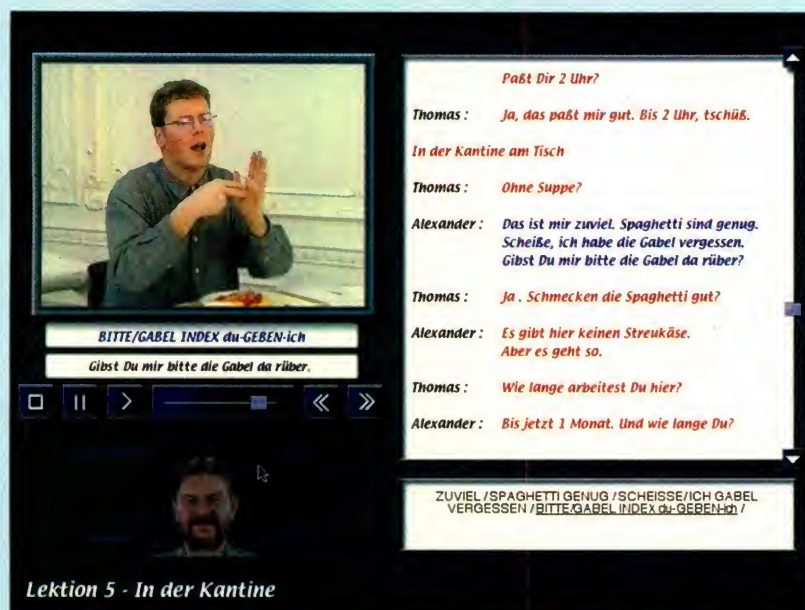 BITTE/GABEL INDEX du-GEBEN-ich
Gibst Du mir bitte die Gabel da rüber.
Lektion 5 - In der Kantine
Paßt Dir 2 Uhr?
Thomas : Ja, das paßt mir gut. Bis 2 Uhr, tschüß.
In der Kantine am Tisch
Thomas : Ohne Suppe?
Alexander : Das ist mir zuviel. Spaghetti sind genug.
Scheiße, ich habe die Gabel vergessen.
Gibst Du mir bitte die Gabel da rüber?
Thomas : Ja . Schmecken die Spaghetti gut?
Alexander : Es gibt hier keinen Streukäse.
Aber es geht so.
Thomas : Wie lange arbeitest Du hier?
Alexander : Bis jetzt 1 Monat. Und wie lange Du?
ZUVIEL / SPAGHETTI GENUG / SCHEISSE / ICH GABEL
VERGESSEN / BITTE/GABEL INDEX du-GEBEN-ich /